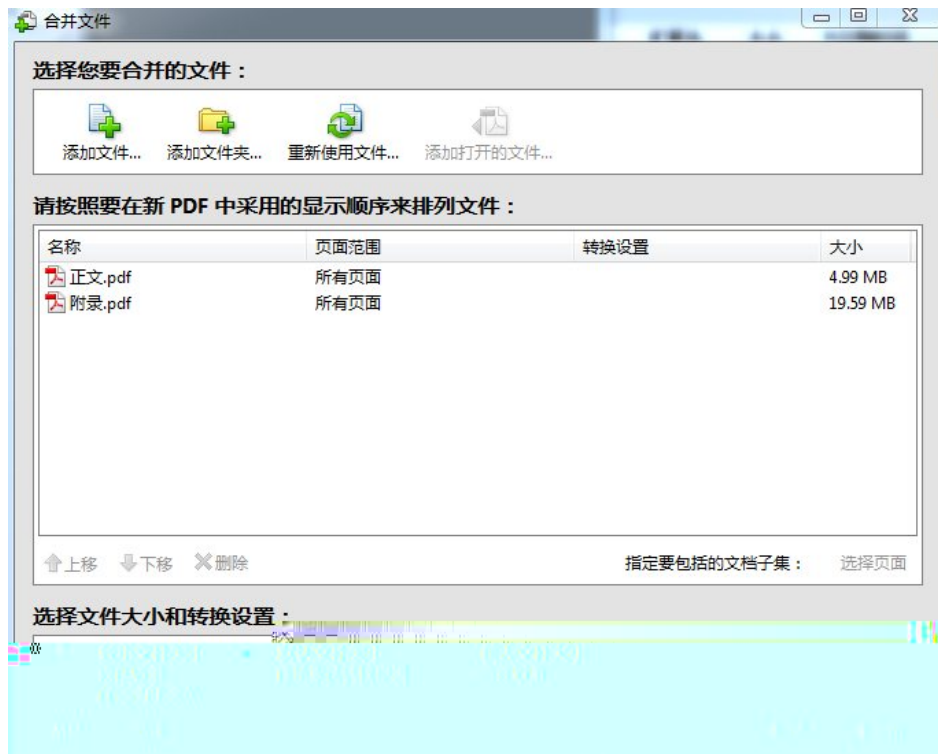 合并文件
选择您要合并的文件：
添加文件... 添加文件夹... 重新使用文件... 添加打开的文件...
请按照要在新 PDF 中采用的显示顺序来排列文件：
名称 页面范围 转换设置 大小
正文.pdf 所有页面 4.99 MB
附录.pdf 所有页面 19.59 MB
上移 下移 删除 指定要包括的文档子集： 选择页面
选择文件大小和转换设置：